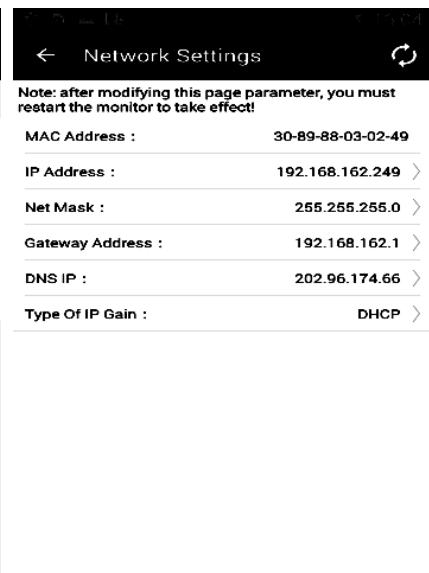 Network Settings
Note: after modifying this page parameter, you must
restart the monitor to take effect!
MAC Address : 30-89-88-03-02-49
IP Address : 192.168.162.249
Net Mask : 255.255.255.0
Gateway Address : 192.168.162.1
DNS IP : 202.96.174.66
Type Of IP Gain : DHCP